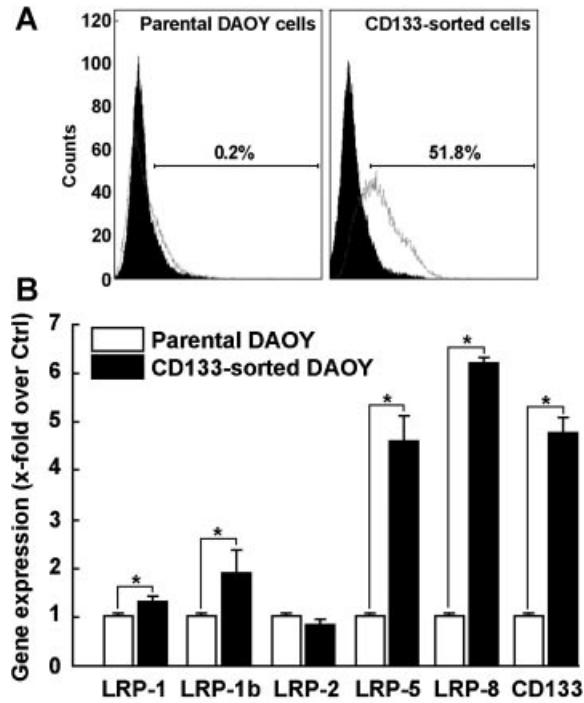 A
Parental DAOY cells
CD133-sorted cells
120
100
80
60
40
20
0
Counts
0.2%
51.8%
B
Gene expression (x-fold over Ctrl)
7
6
5
4
3
2
1
0
Parental DAOY
CD133-sorted DAOY
*
*
*
*
*
LRP-1 LRP-1b LRP-2 LRP-5 LRP-8 CD133